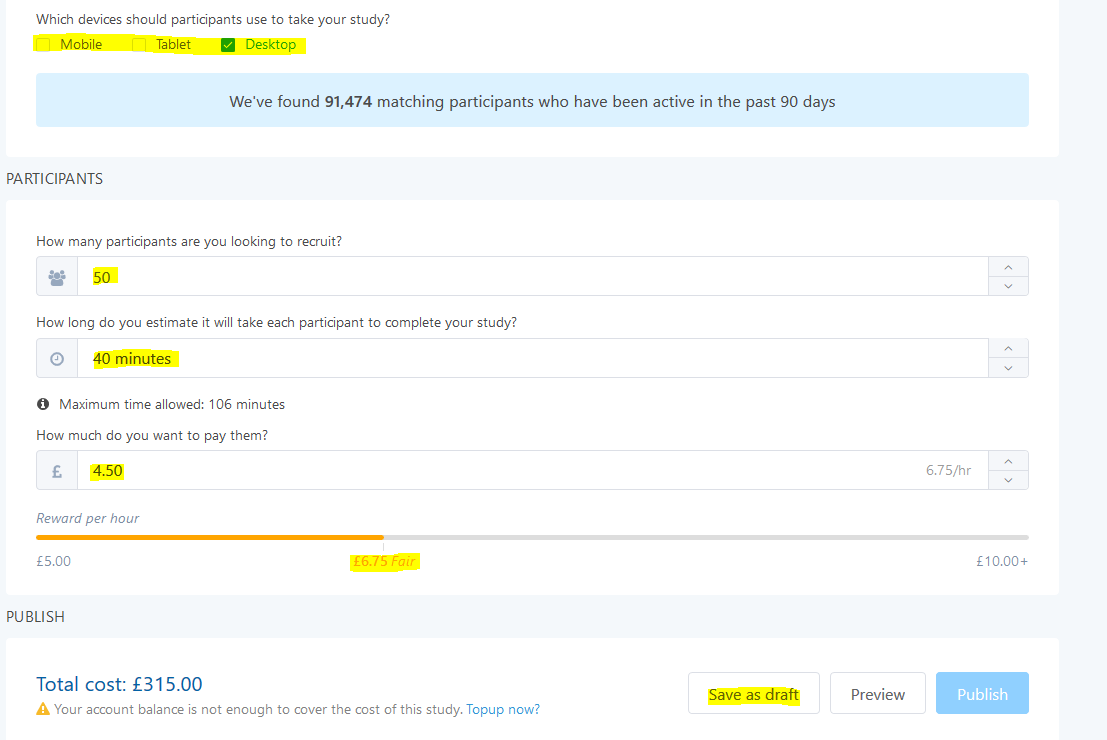 Which devices should participants use to take your study?
Mobile Tablet Desktop
We've found 91,474 matching participants who have been active in the past 90 days
PARTICIPANTS
How many participants are you looking to recruit?
50
How long do you estimate it will take each participant to complete your study?
40 minutes
Maximum time allowed: 106 minutes
How much do you want to pay them?
£ 4.50 6.75/hr
Reward per hour
£5.00 £6.75 Fair £10.00+
PUBLISH
Total cost: £315.00
Your account balance is not enough to cover the cost of this study. Topup now?
Save as draft Preview Publish